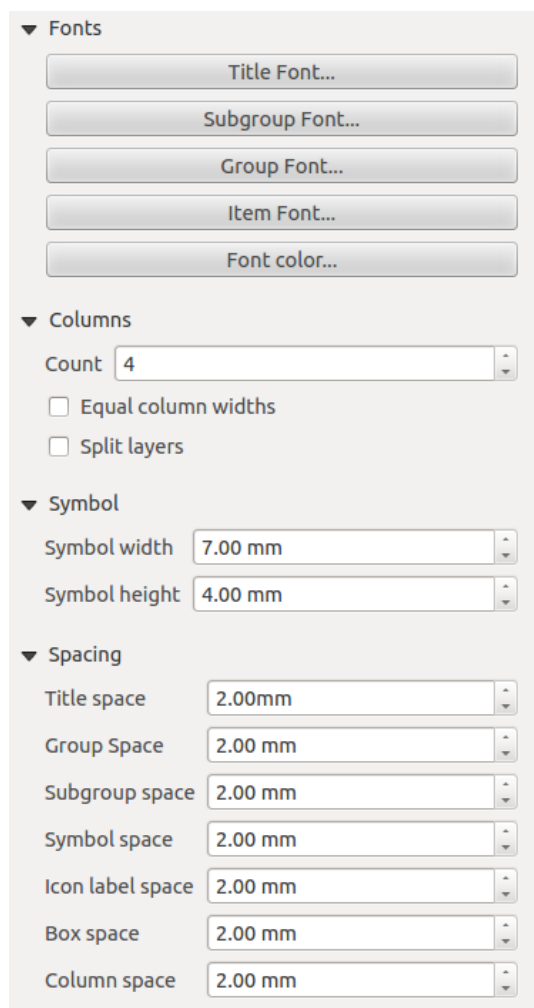 Fonts
Title Font...
Subgroup Font...
Group Font...
Item Font...
Font color...
Columns
Count 4
Equal column widths
Split layers
Symbol
Symbol width 7.00 mm
Symbol height 4.00 mm
Spacing
Title space 2.00mm
Group Space 2.00 mm
Subgroup space 2.00 mm
Symbol space 2.00 mm
Icon label space 2.00 mm
Box space 2.00 mm
Column space 2.00 mm